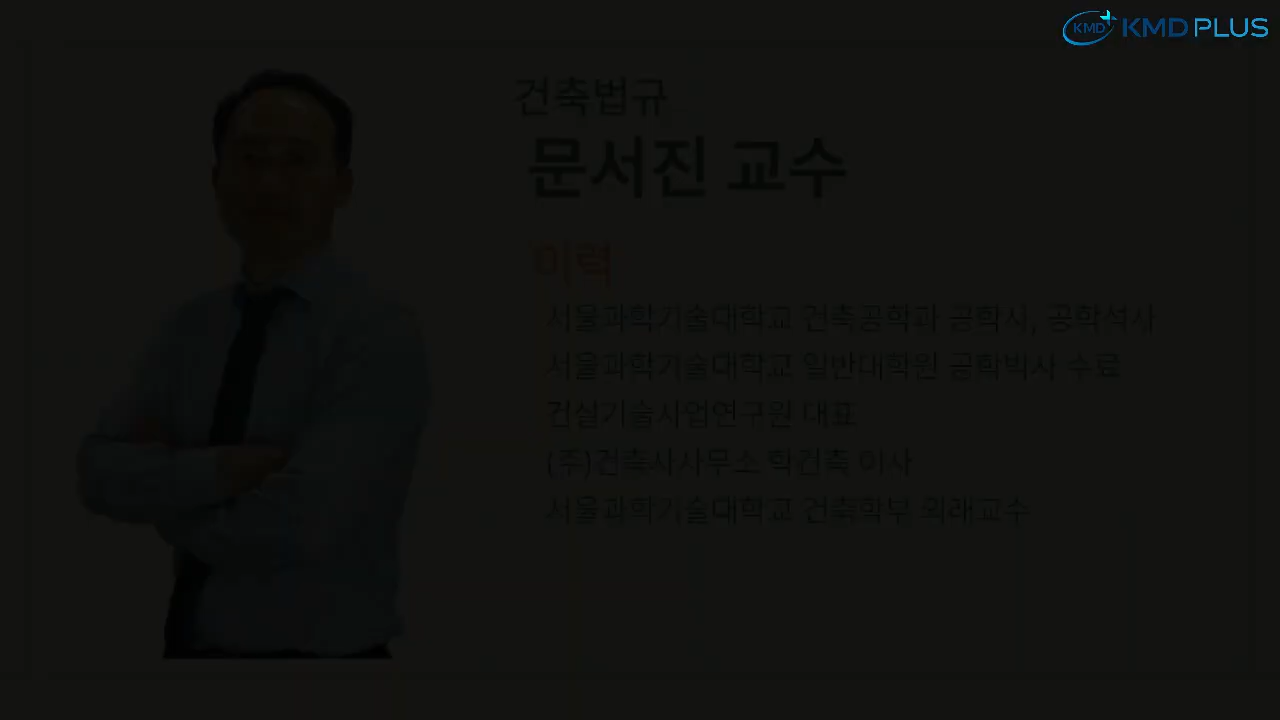 KMD KMD PLUS
건축법규
문서진 교수
이력
서울과학기술대학교 건축공학과 공학사, 공학석사
서울과학기술대학교 일반대학원 공학박사 수료
건설기술사업연구원 대표
(주)건축사사무소 학건축 이사
서울과학기술대학교 건축학부 외래교수